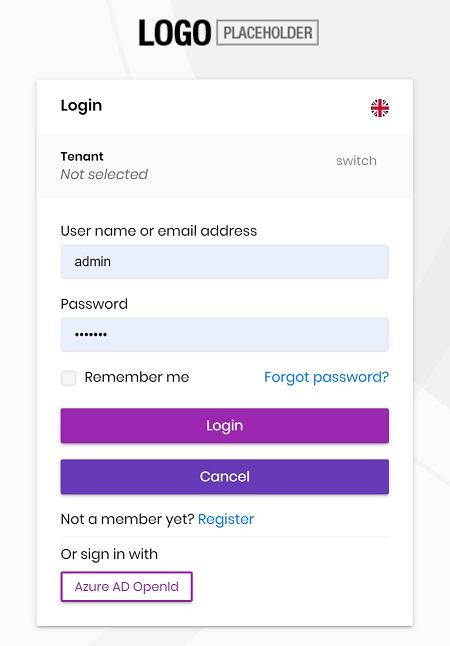 LOGO PLACEHOLDER
Login
Tenant
switch
Not selected
User name or email address
admin
Password
•••••••
Remember me
Forgot password?
Login
Cancel
Not a member yet? Register
Or sign in with
Azure AD OpenId